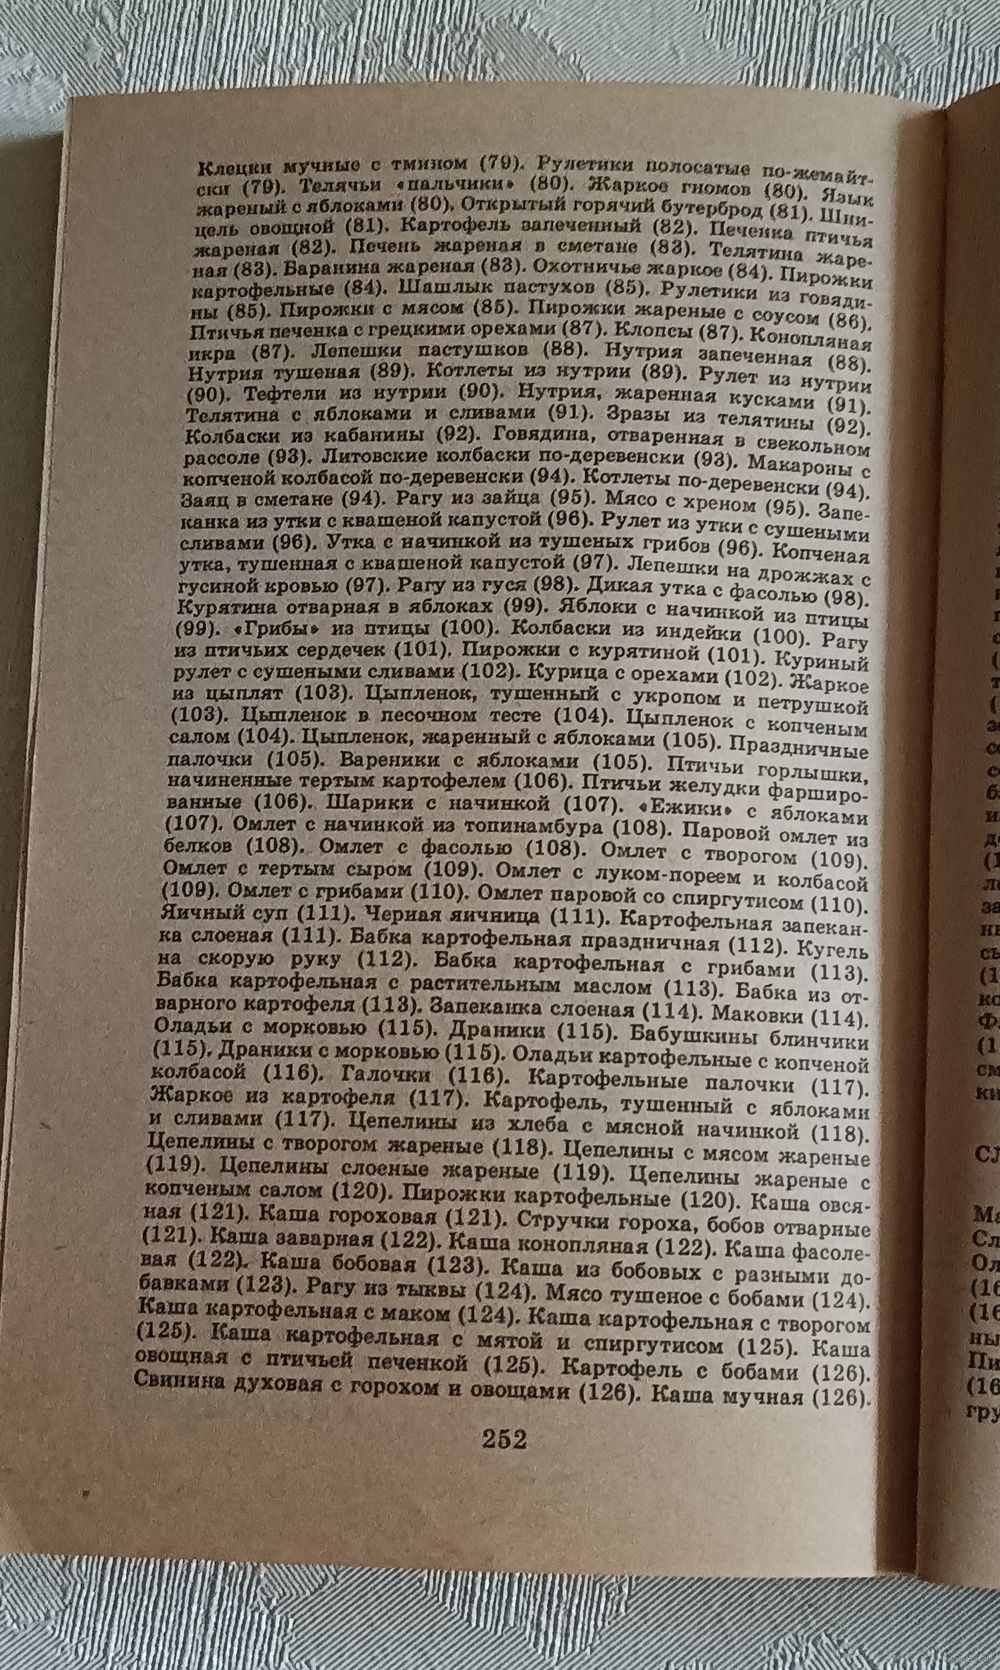 Клецки мучные с тмином (79). Рулетики полосатые по-жемайт-
ски (79). Телячьи «пальчики» (80). Жаркое гномов (80). Язык
жареный с яблоками (80). Открытый горячий бутерброд (81). Шни-
цель овощной (81). Картофель запеченный (82). Печенка птичья
жареная (82). Печень жареная в сметане (83). Телятина жаре-
ная (83). Баранина жареная (83). Охотничье жаркое (84). Пирожки
картофельные (84). Шашлык пастухов (85). Рулетики из говяди-
ны (85). Пирожки с мясом (85). Пирожки жареные с соусом (86).
Птичья печенка с грецкими орехами (87). Клопсы (87). Конопляная
икра (87). Лепешки пастушков (88). Нутрия запеченная (88).
Нутрия тушеная (89). Котлеты из нутрии (89). Рулет из нутрии
(90). Тефтели из нутрии (90). Нутрия, жаренная кусками (91).
Телятина с яблоками и сливами (91). Зразы из телятины (92).
Колбаски из кабанины (92). Говядина, отваренная в свекольном
рассоле (93). Литовские колбаски по-деревенски (93). Макароны с
копченой колбасой по-деревенски (94). Котлеты по-деревенски (94).
Заяц в сметане (94). Рагу из зайца (95). Мясо с хреном (95). Запе-
канка из утки с квашеной капустой (96). Рулет из утки с сушеными
сливами (96). Утка с начинкой из тушеных грибов (96). Копченая
утка, тушенная с квашеной капустой (97). Лепешки на дрожжах с
гусиной кровью (97). Рагу из гуся (98). Дикая утка с фасолью (98).
Курятина отварная в яблоках (99). Яблоки с начинкой из птицы
(99). «Грибы» из птицы (100). Колбаски из индейки (100). Рагу
из птичьих сердечек (101). Пирожки с курятиной (101). Куриный
рулет с сушеными сливами (102). Курица с орехами (102). Жаркое
из цыплят (103). Цыпленок, тушенный с укропом и петрушкой
(103). Цыпленок в песочном тесте (104). Цыпленок с копченым
салом (104). Цыпленок, жаренный с яблоками (105). Праздничные
палочки (105). Вареники с яблоками (105). Птичьи горлышки,
начиненные тертым картофелем (106). Птичьи желудки фарширо-
ванные (106). Шарики с начинкой (107). «Ежики» с яблоками
(107). Омлет с начинкой из топинамбура (108). Паровой омлет из
белков (108). Омлет с фасолью (108). Омлет с творогом (109).
Омлет с тертым сыром (109). Омлет с луком-пореем и колбасой
(109). Омлет с грибами (110). Омлет паровой со спиргутисом (110).
Яичный суп (111). Черная яичница (111). Картофельная запекан-
ка слоеная (111). Бабка картофельная праздничная (112). Кугель
на скорую руку (112). Бабка картофельная с грибами (113).
Бабка картофельная с растительным маслом (113). Бабка из от-
варного картофеля (113). Запеканка слоеная (114). Маковки (114).
Оладьи с морковью (115). Драники (115). Бабушкины блинчики
(115). Драники с морковью (115). Оладьи картофельные с копченой
колбасой (116). Галочки (116). Картофельные палочки (117).
Жаркое из картофеля (117). Картофель, тушенный с яблоками
и сливами (117). Цепелины из хлеба с мясной начинкой (118).
Цепелины с творогом жареные (118). Цепелины с мясом жареные
(119). Цепелины слоеные жареные (119). Цепелины жареные с
копченым салом (120). Пирожки картофельные (120). Каша овся-
ная (121). Каша гороховая (121). Стручки гороха, бобов отварные
(121). Каша заварная (122). Каша конопляная (122). Каша фасоле-
вая (122). Каша бобовая (123). Каша из бобовых с разными до-
бавками (123). Рагу из тыквы (124). Мясо тушеное с бобами (124).
Каша картофельная с маком (124). Каша картофельная с творогом
(125). Каша картофельная с мятой и спиргутисом (125). Каша
овощная с птичьей печенкой (125). Картофель с бобами (126).
Свинина духовая с горохом и овощами (126). Каша мучная (126).
252